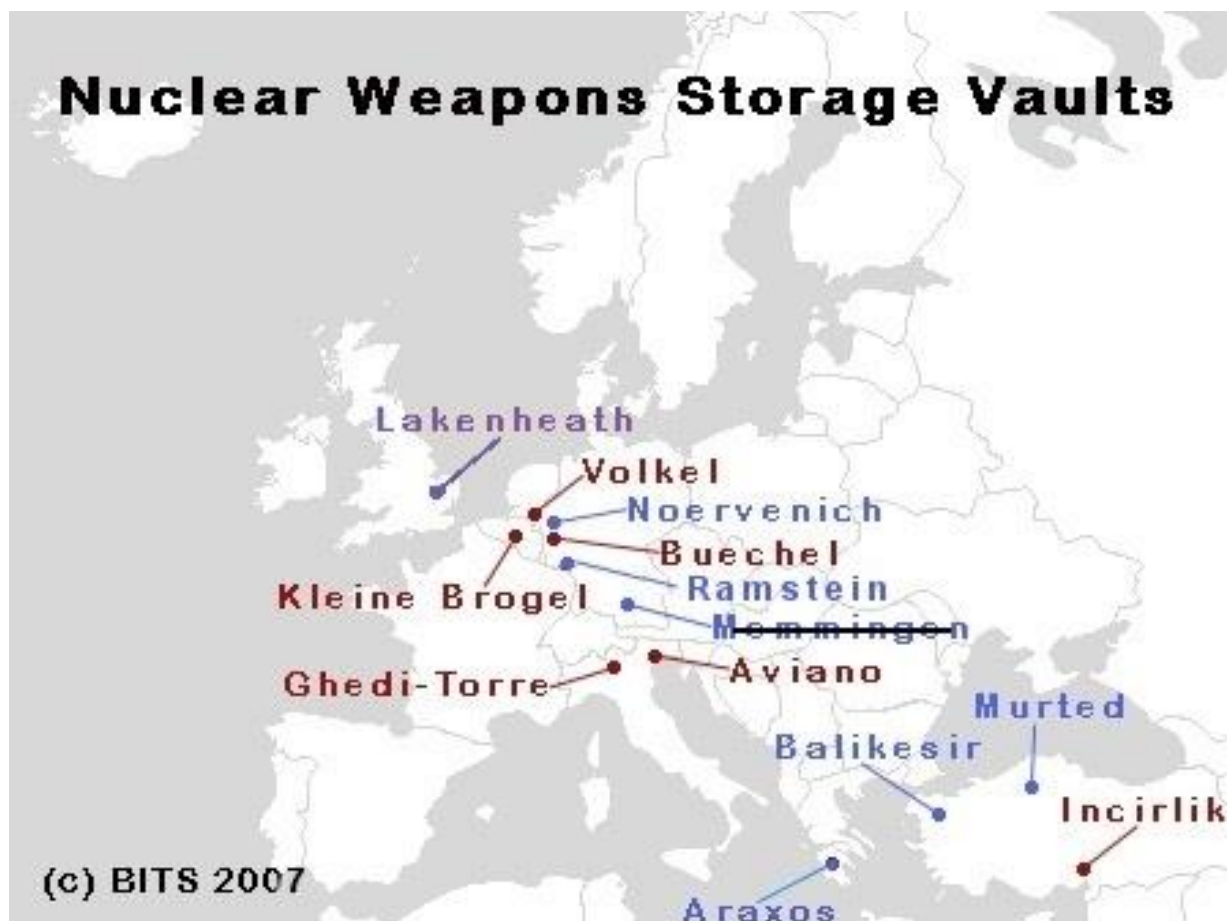 Nuclear Weapons Storage Vaults
Lakenheath
Volkel
Noervenich
Buechel
Ramstein
Kleine Brogel
Memmingen
Aviano
Ghedi-Torre
Murted
Balikesir
Incirlik
(c) BITS 2007
Araxos